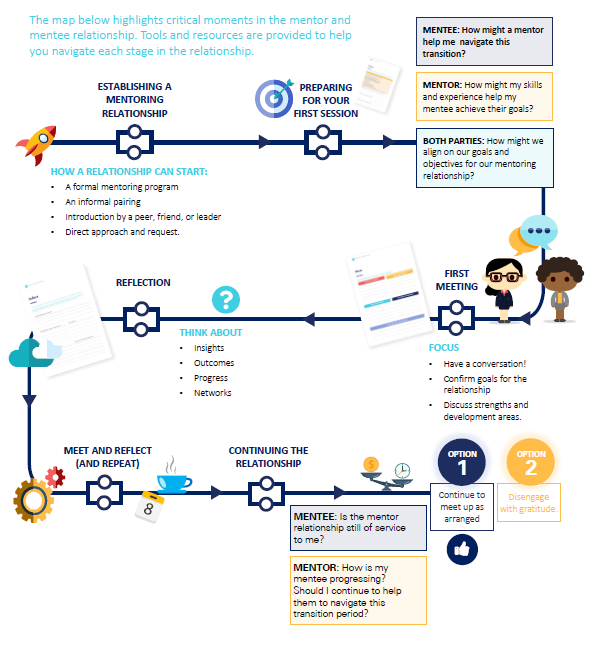 The map below highlights critical moments in the mentor and
mentee relationship. Tools and resources are provided to help
you navigate each stage in the relationship.
MENTEE: How might a mentor
help me navigate this
transition?
ESTABLISHING A
MENTORING
RELATIONSHIP
PREPARING
FOR YOUR
FIRST SESSION
MENTOR: How might my skills
and experience help my
mentee achieve their goals?
BOTH PARTIES: How might we
align on our goals and
objectives for our mentoring
relationship?
HOW A RELATIONSHIP CAN START:
• A formal mentoring program
• An informal pairing
• Introduction by a peer, friend, or leader
• Direct approach and request.
FIRST
MEETING
FOCUS
• Have a conversation!
• Confirm goals for the
relationship
• Discuss strengths and
development areas.
REFLECTION
?
THINK ABOUT
• Insights
• Outcomes
• Progress
• Networks
MEET AND REFLECT
(AND REPEAT)
8
CONTINUING THE
RELATIONSHIP
$
MENTEE: Is the mentor
relationship still of service
to me?
MENTOR: How is my
mentee progressing?
Should I continue to help
them to navigate this
transition period?
OPTION
1
Continue to
meet up as
arranged
OPTION
2
Disengage
with gratitude.